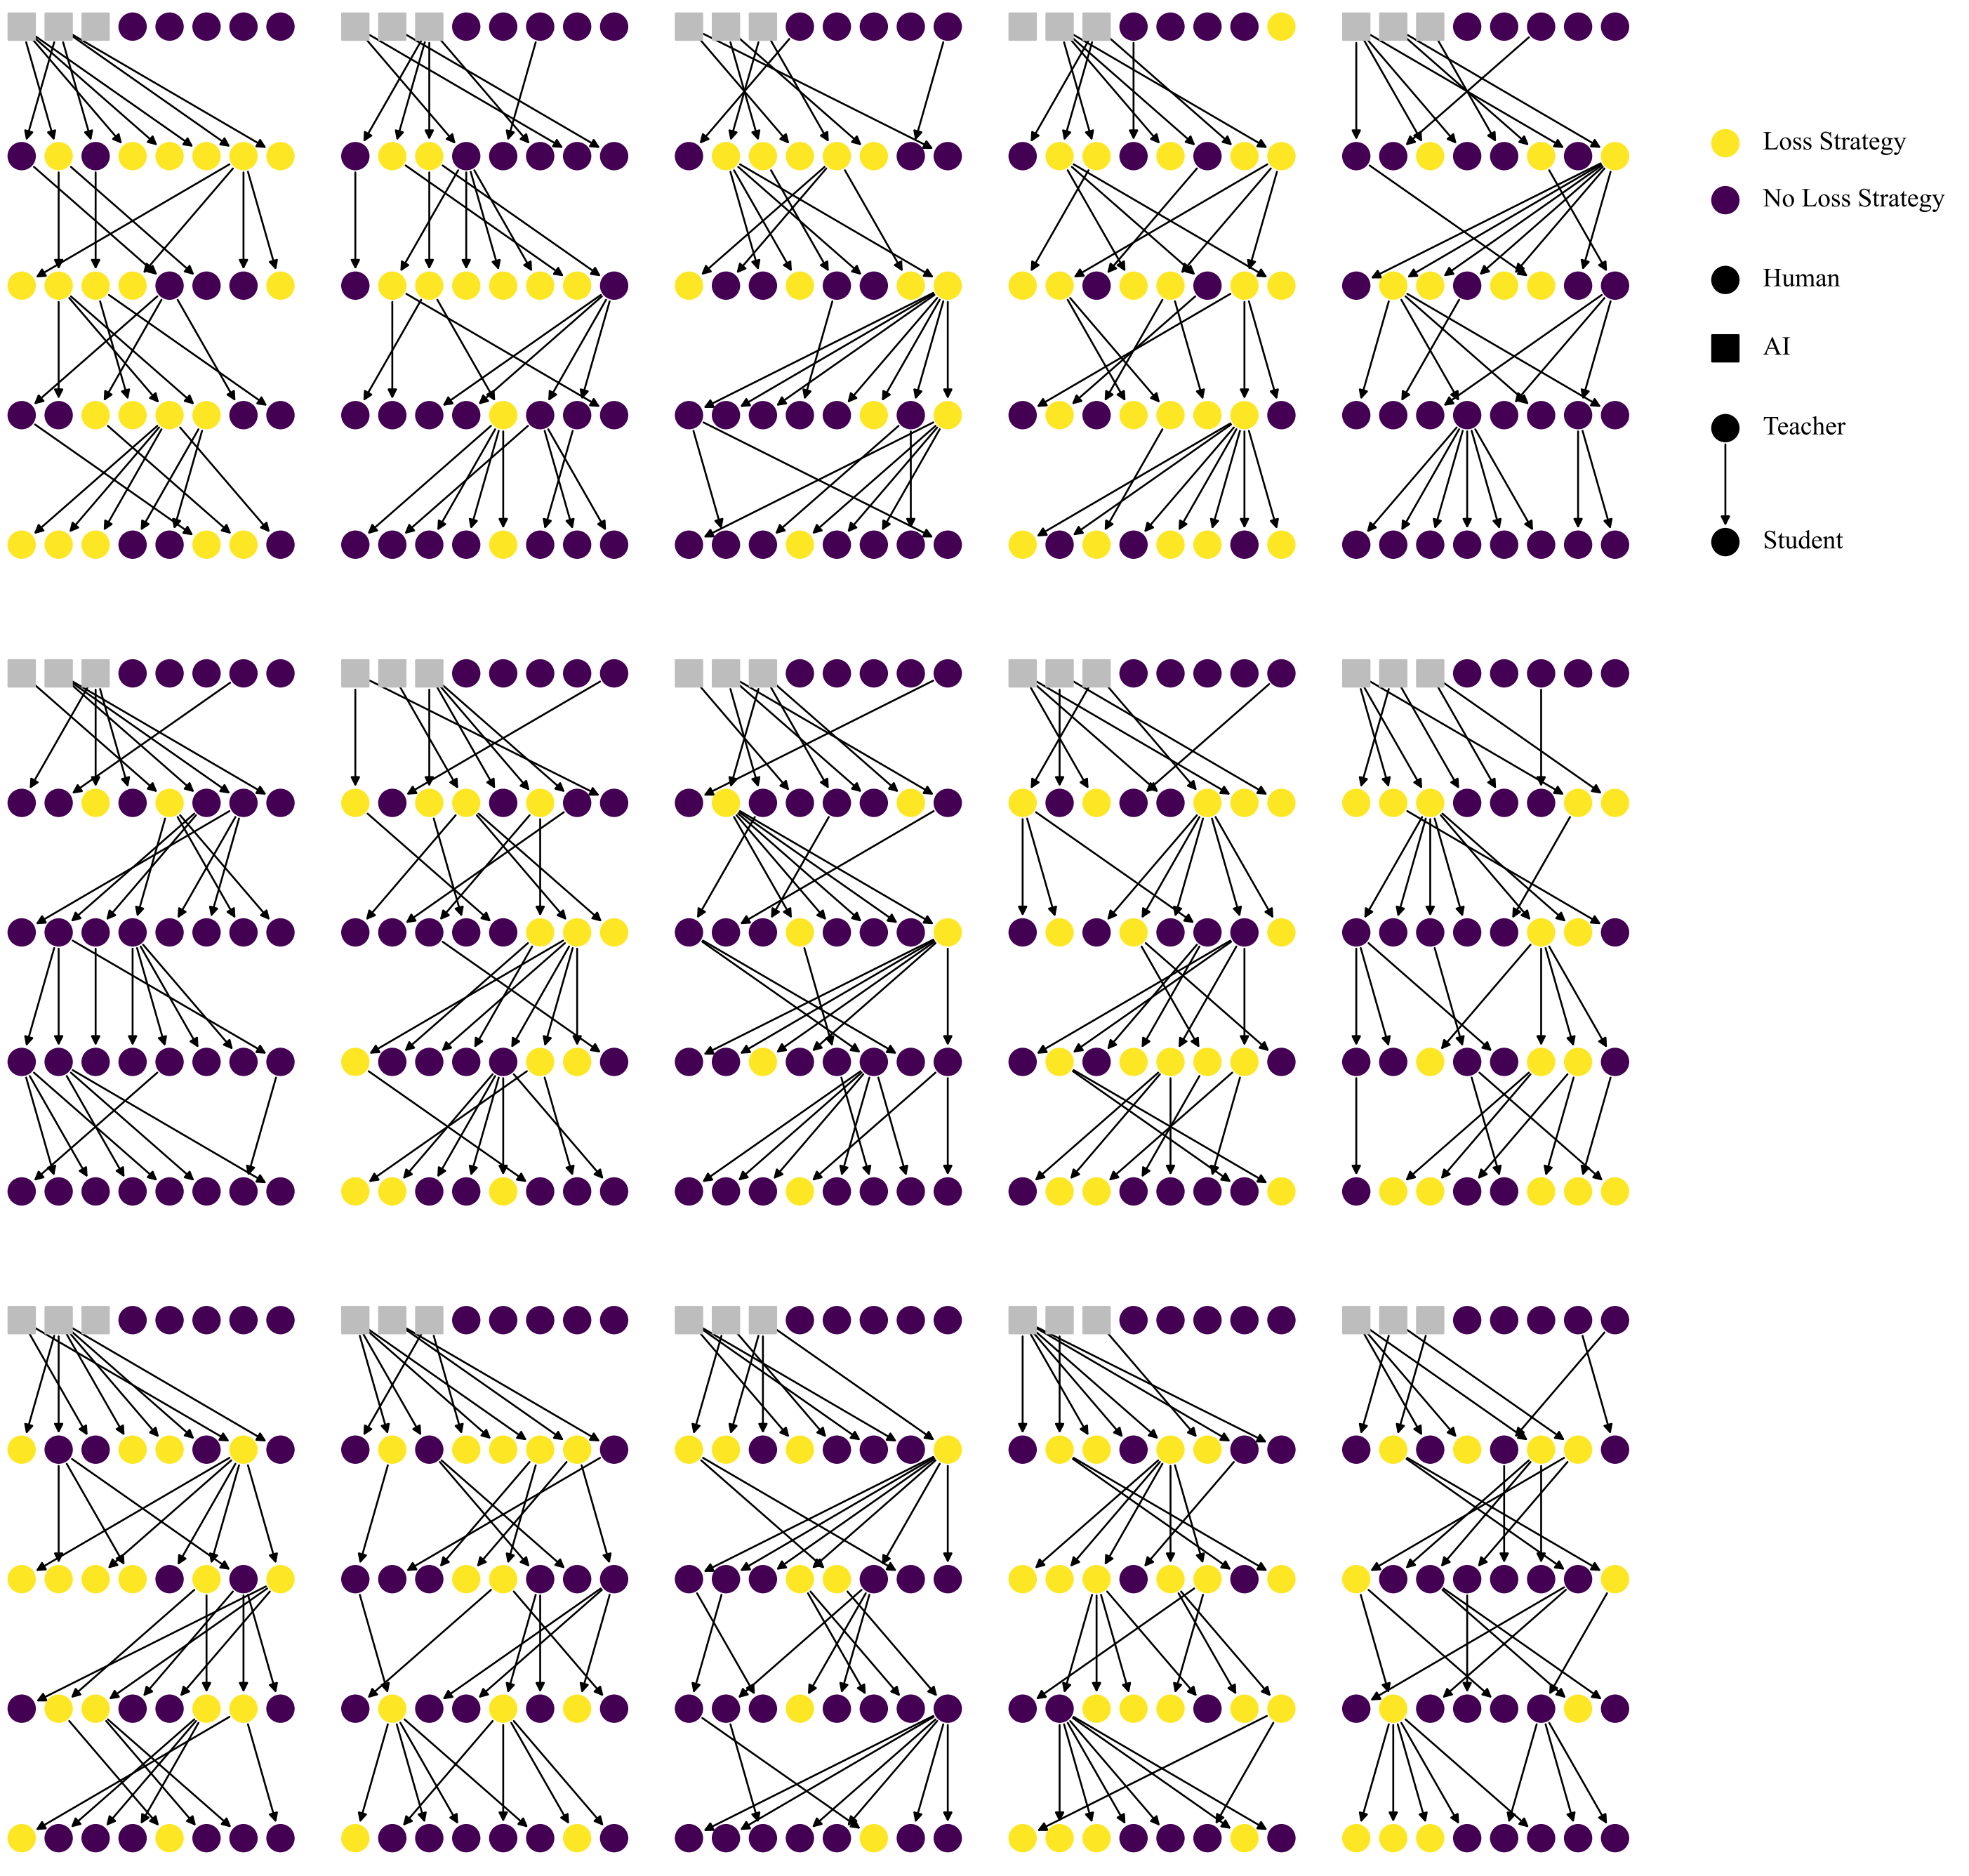 Loss Strategy
No Loss Strategy
Human
AI
Teacher
Student